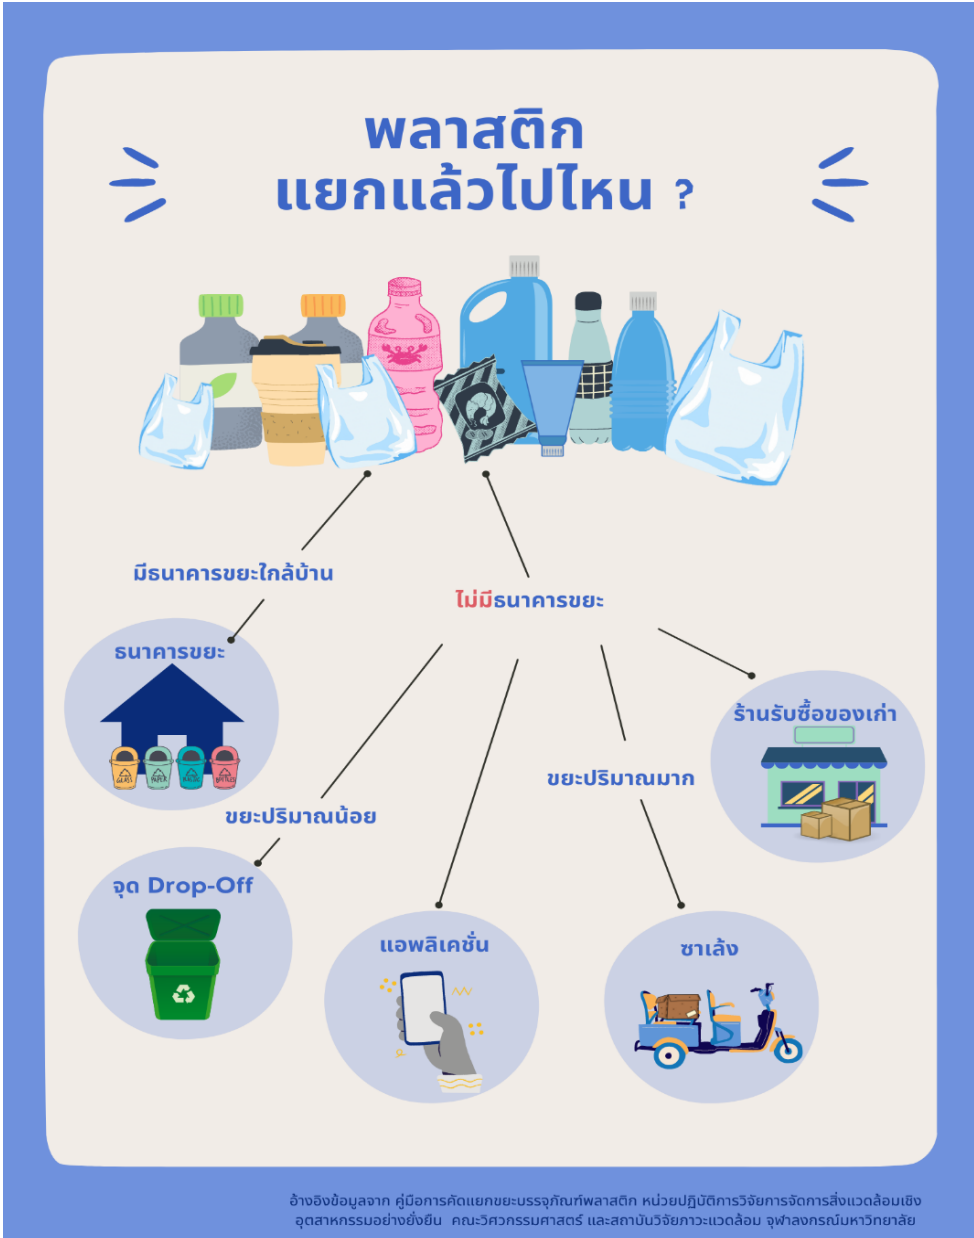 พลาสติก
แยกแล้วไปไหน ?
มีธนาคารขยะใกล้บ้าน
ไม่มีธนาคารขยะ
ธนาคารขยะ
ร้านรับซื้อของเก่า
ขยะปริมาณมาก
ขยะปริมาณน้อย
จุด Drop-Off
แอพลิเคชั่น
ซาเล้ง
อ้างอิงข้อมูลจาก คู่มือการคัดแยกขยะบรรจุภัณฑ์พลาสติก หน่วยปฏิบัติการวิจัยการจัดการสิ่งแวดล้อมเชิง
อุตสาหกรรมอย่างยั่งยืน คณะวิศวกรรมศาสตร์ และสถาบันวิจัยภาวะแวดล้อม จุฬาลงกรณ์มหาวิทยาลัย